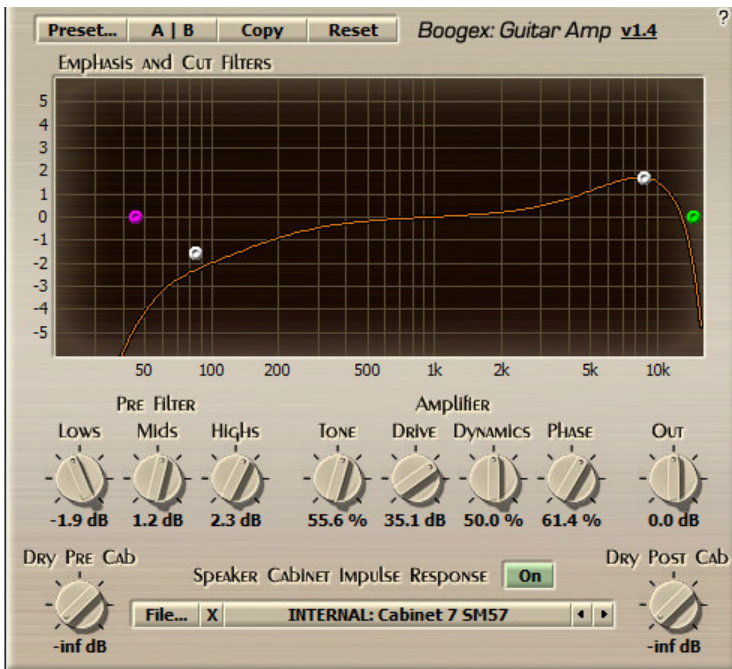 Preset... A | B Copy Reset Boogex: Guitar Amp v1.4 ?
Emphasis and Cut Filters
5
4
3
2
1
0
-1
-2
-3
-4
-5
50 100 200 500 1k 2k 5k 10k
Pre Filter Amplifier
Lows Mids Highs Tone Drive Dynamics Phase Out
-1.9 dB 1.2 dB 2.3 dB 55.6 % 35.1 dB 50.0 % 61.4 % 0.0 dB
Dry Pre Cab Dry Post Cab
Speaker Cabinet Impulse Response On
File... X INTERNAL: Cabinet 7 SM57
-inf dB -inf dB